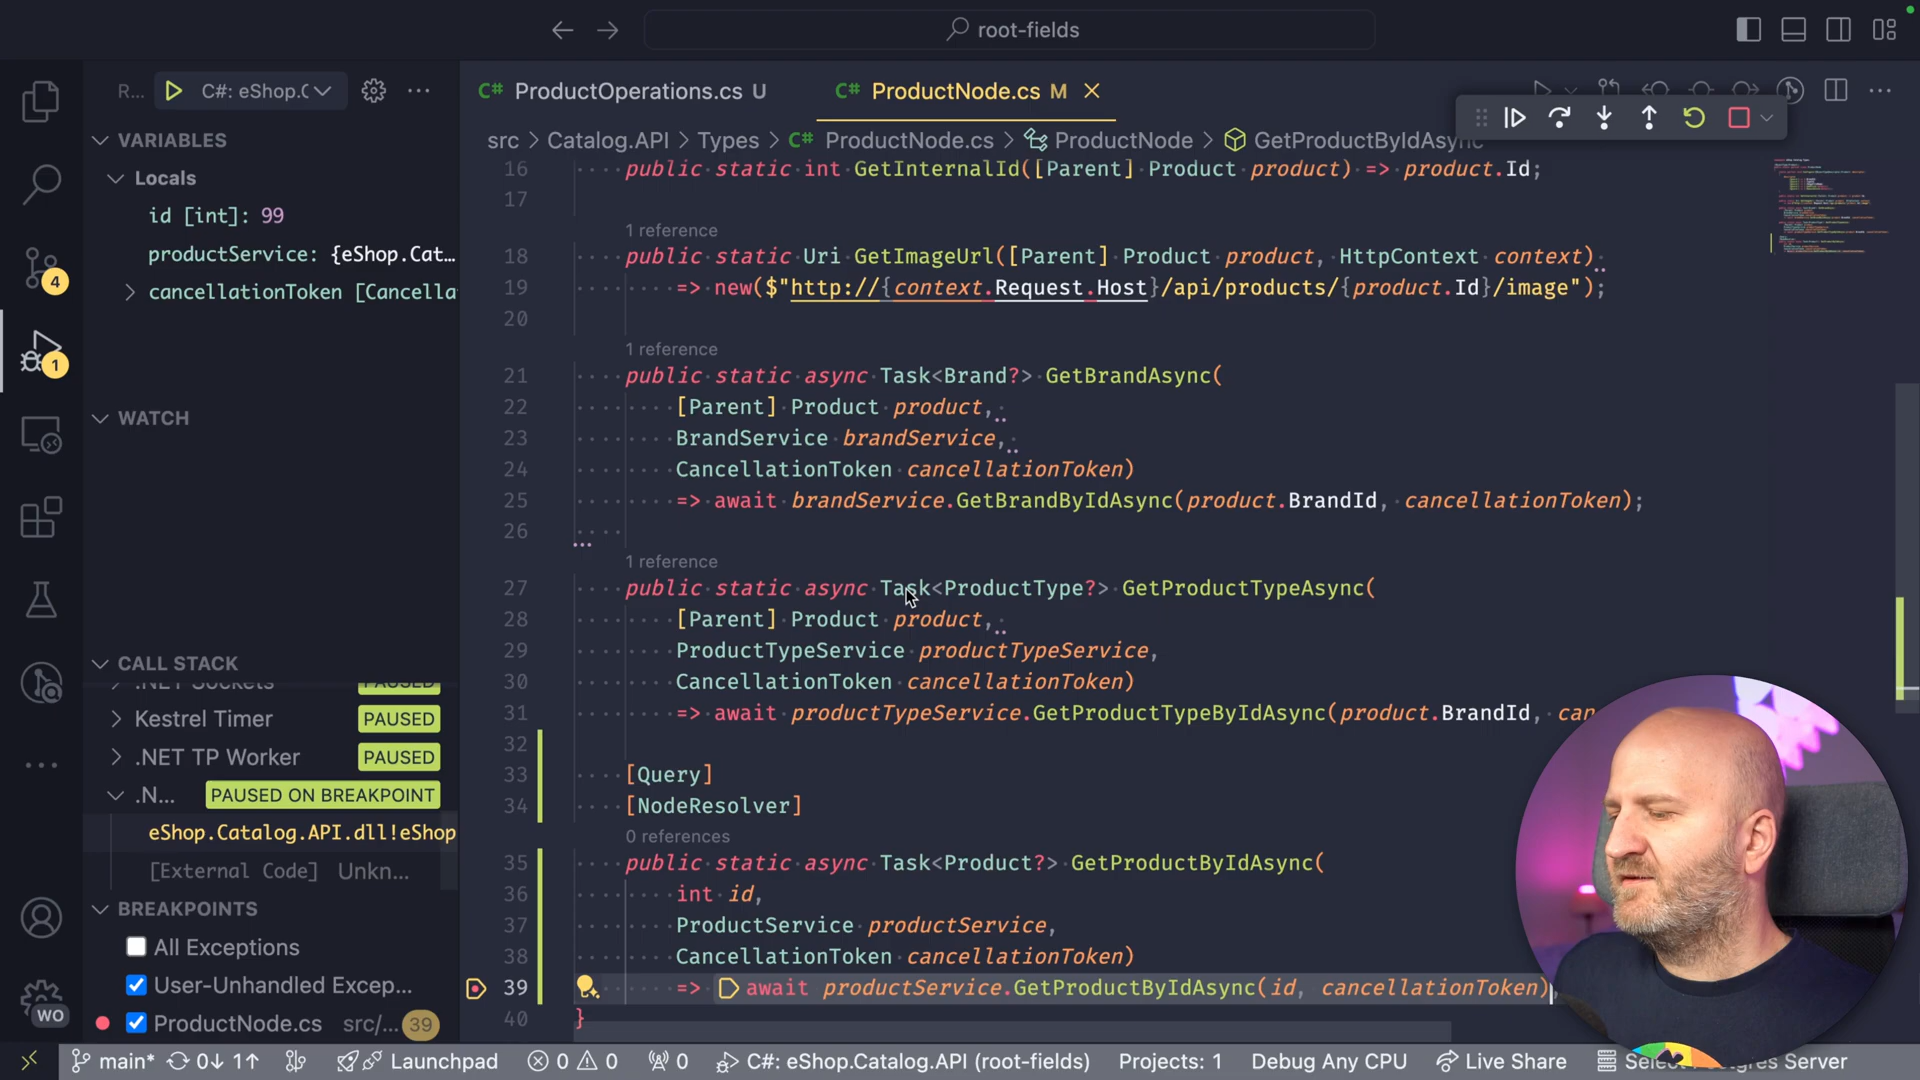 root-fields
R... C#: eShop.C
ProductOperations.cs U
ProductNode.cs M
src > Catalog.API > Types > C# ProductNode.cs > ProductNode > GetProductByIdAsync
VARIABLES
Locals
id [int]: 99
productService: {eShop.Cat...
cancellationToken [Cancella
WATCH
CALL STACK
.NET Sockets PAUSED
Kestrel Timer PAUSED
.NET TP Worker PAUSED
.N... PAUSED ON BREAKPOINT
eShop.Catalog.API.dll!eShop
[External Code] Unkn...
BREAKPOINTS
All Exceptions
User-Unhandled Excep...
ProductNode.cs src/... 39
4
1
WO
16 public static int GetInternalId([Parent] Product product) => product.Id;
17
1 reference
18 public static Uri GetImageUrl([Parent] Product product, HttpContext context)
19 => new($"http://{context.Request.Host}/api/products/{product.Id}/image");
20
1 reference
21 public static async Task<Brand?> GetBrandAsync(
22 [Parent] Product product,
23 BrandService brandService,
24 CancellationToken cancellationToken)
25 => await brandService.GetBrandByIdAsync(product.BrandId, cancellationToken);
26
1 reference
27 public static async Task<ProductType?> GetProductTypeAsync(
28 [Parent] Product product,
29 ProductTypeService productTypeService,
30 CancellationToken cancellationToken)
31 => await productTypeService.GetProductTypeByIdAsync(product.BrandId, can
32
33 [Query]
34 [NodeResolver]
0 references
35 public static async Task<Product?> GetProductByIdAsync(
36 int id,
37 ProductService productService,
38 CancellationToken cancellationToken)
39 => await productService.GetProductByIdAsync(id, cancellationToken)
40 }
main* 0↓ 1↑ Launchpad 0 0 0 C#: eShop.Catalog.API (root-fields) Projects: 1 Debug Any CPU Live Share Server